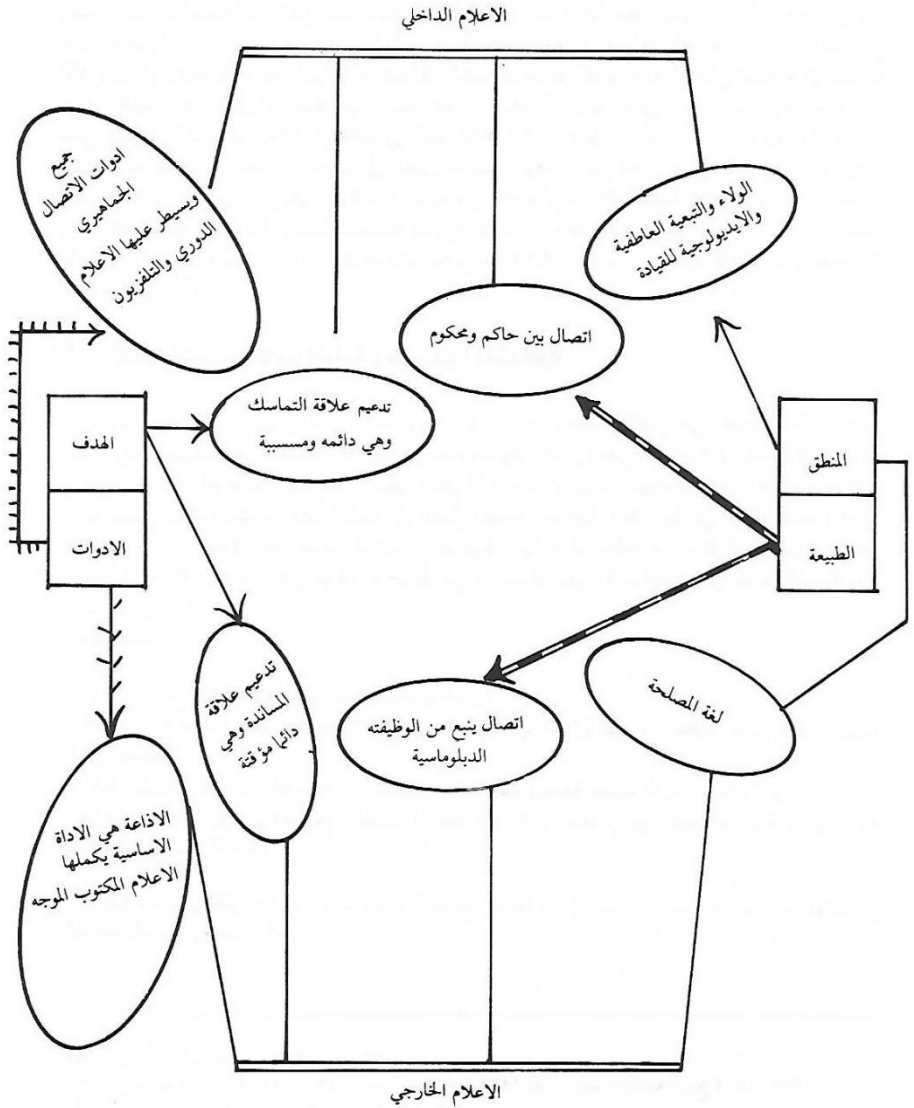 الاعلام الداخلي
جميع
ادوات الاتصال
الجماهيري
ويسيطر عليها الاعلام
الدوري والتلفزيون
الولاء والتبعية العاطفية
والايديولوجية للقيادة
اتصال بين حاكم ومحكوم
تدعيم علاقة التماسك
وهي دائمه ومسببية
الهدف
الادوات
المنطق
الطبيعة
تدعيم علاقة
المساندة وهي
دائما مؤقتة
اتصال ينبع من الوظيفته
الدبلوماسية
لغة المصلحة
الاذاعة هي الاداة
الاساسية يكملها
الاعلام المكتوب الموجه
الاعلام الخارجي